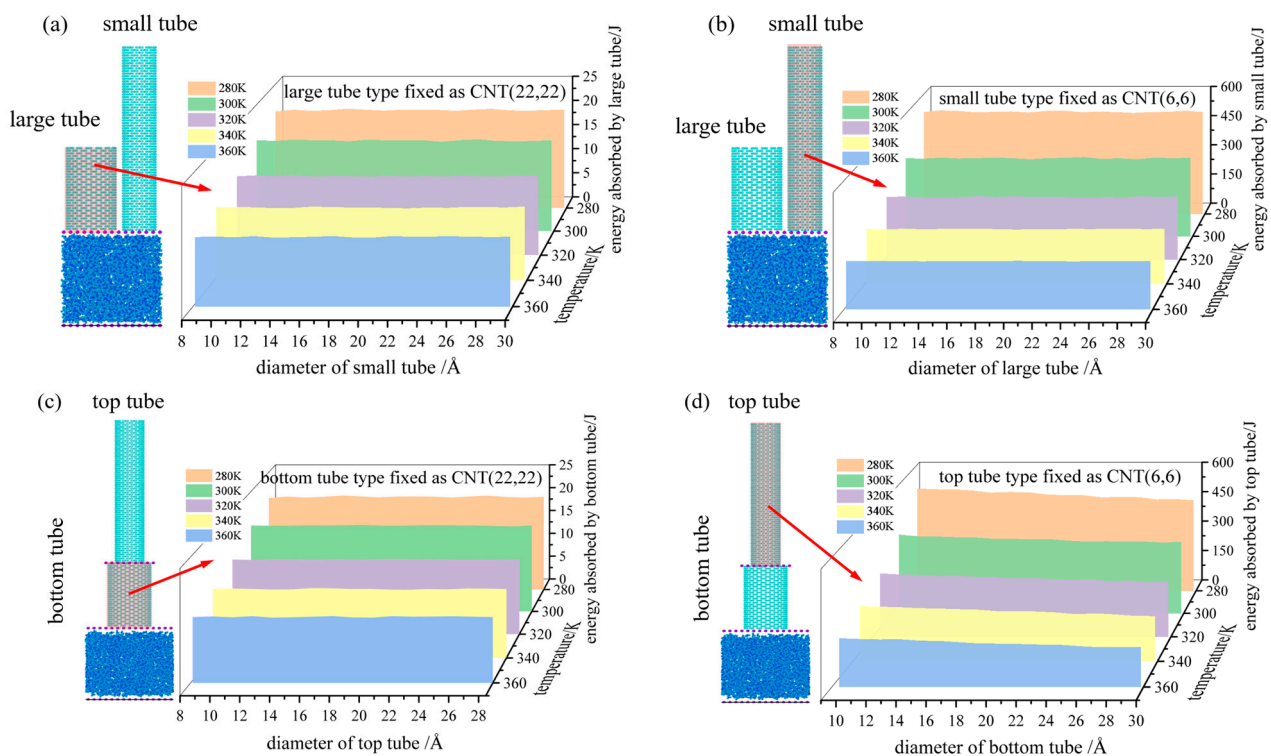 (a)
small tube
large tube
280K
300K
320K
340K
360K
large tube type fixed as CNT(22,22)
25
20
15
10
5
0
energy absorbed by large tube/J
280
300
320
340
360
temperature/K
8 10 12 14 16 18 20 22 24 26 28 30
diameter of small tube /Å
(b)
small tube
large tube
280K
300K
320K
340K
360K
small tube type fixed as CNT(6,6)
600
450
300
150
0
energy absorbed by small tube/J
280
300
320
340
360
temperature/K
8 10 12 14 16 18 20 22 24 26 28 30
diameter of large tube /Å
(c)
top tube
bottom tube
280K
300K
320K
340K
360K
bottom tube type fixed as CNT(22,22)
25
20
15
10
5
0
energy absorbed by bottom tube/J
280
300
320
340
360
temperature/K
8 10 12 14 16 18 20 22 24 26 28
diameter of top tube /Å
(d)
top tube
bottom tube
280K
300K
320K
340K
360K
top tube type fixed as CNT(6,6)
600
450
300
150
0
energy absorbed by top tube/J
280
300
320
340
360
temperature/K
10 12 14 16 18 20 22 24 26 28 30
diameter of bottom tube /Å